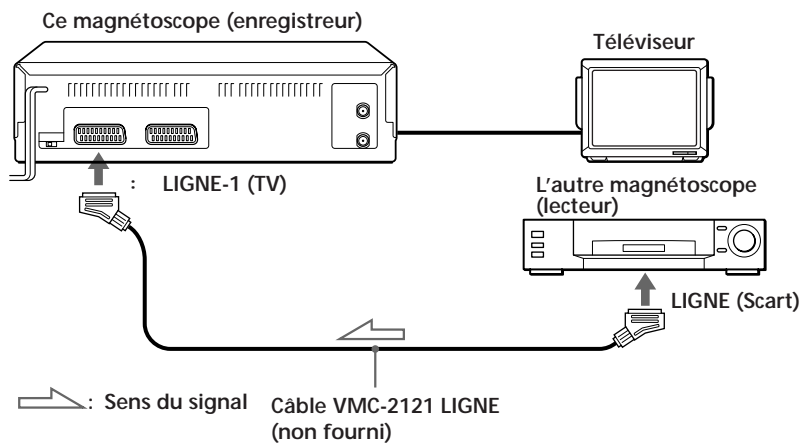 Ce magnétoscope (enregistreur)
Téléviseur
: LIGNE-1 (TV)
L'autre magnétoscope
(lecteur)
LIGNE (Scart)
: Sens du signal
Câble VMC-2121 LIGNE
(non fourni)